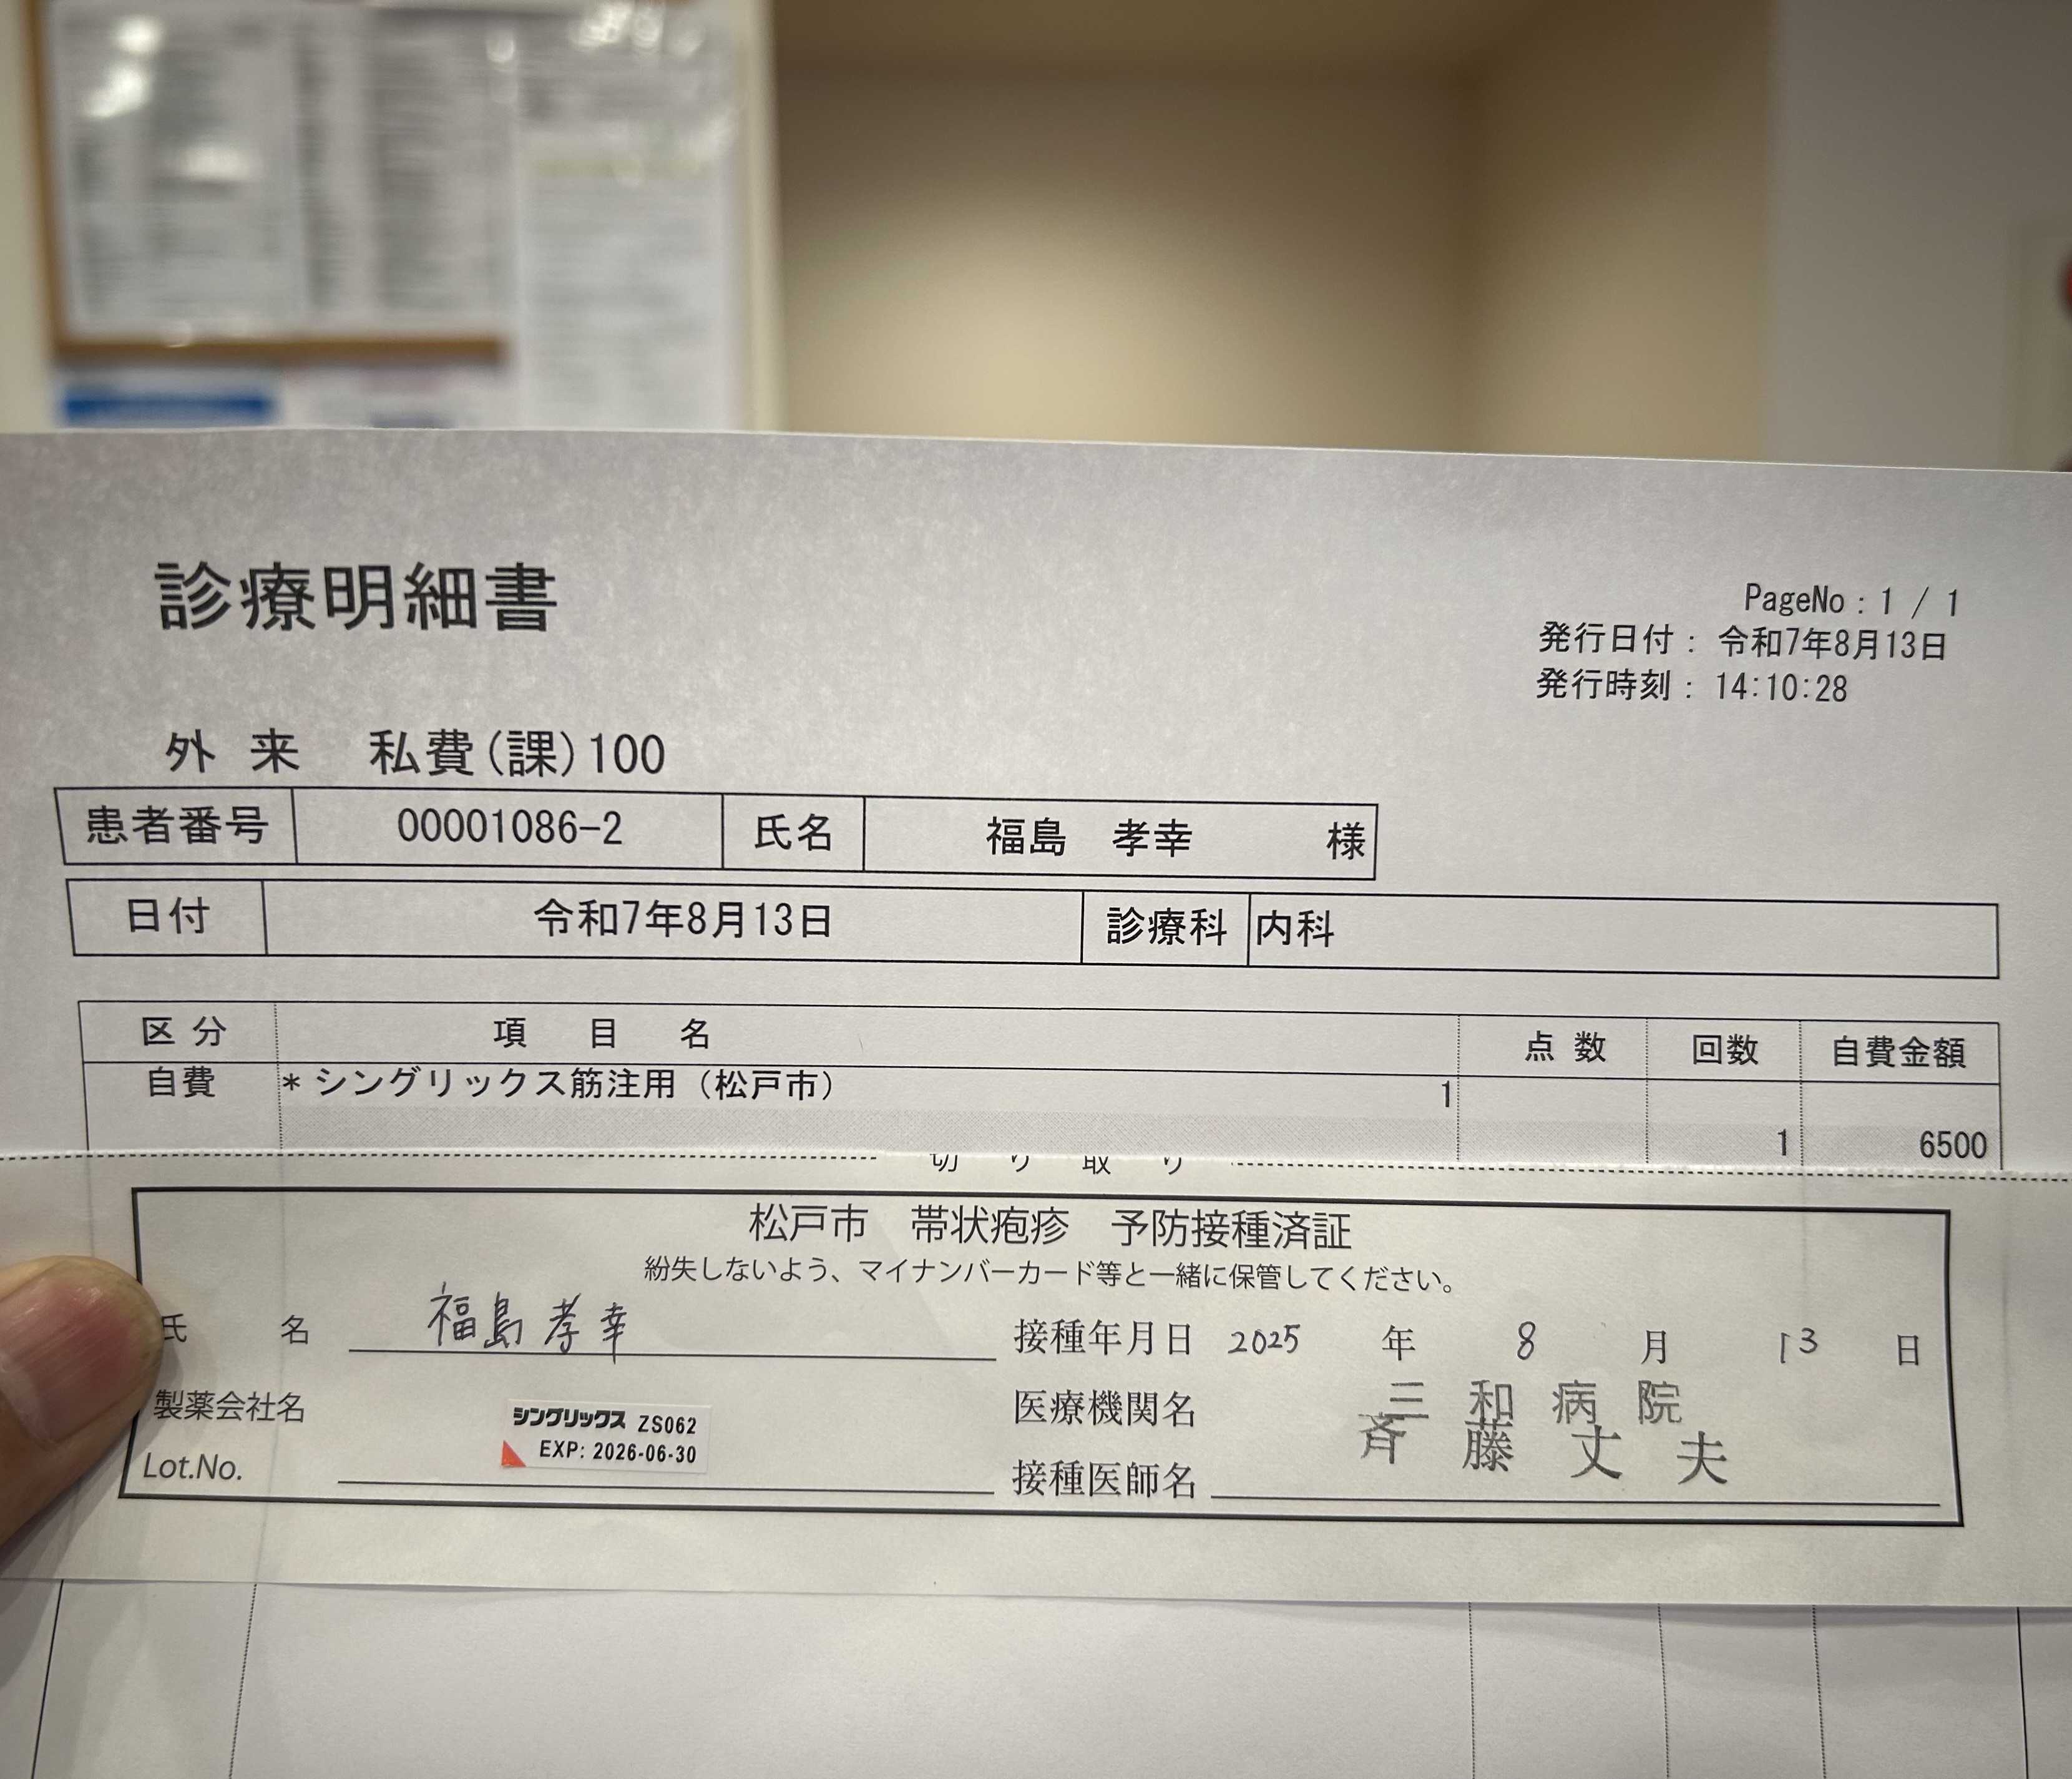 診療明細書
PageNo：1 / 1
発行日付： 令和7年8月13日
発行時刻： 14:10:28
外 来 私費(課)100
患者番号 00001086-2 氏名 福島 孝幸 様
日付 令和7年8月13日 診療科 内科
区 分 項 目 名 点 数 回数 自費金額
自費 ＊シングリックス筋注用（松戸市） 1
1 6500
切 り 取 り
松戸市 帯状疱疹 予防接種済証
紛失しないよう、マイナンバーカード等と一緒に保管してください。
氏 名 福島孝幸 接種年月日 2025 年 8 月 13 日
製薬会社名 シングリックス ZS062 医療機関名 三和病院
EXP: 2026-06-30
Lot.No. 接種医師名 斉藤丈夫